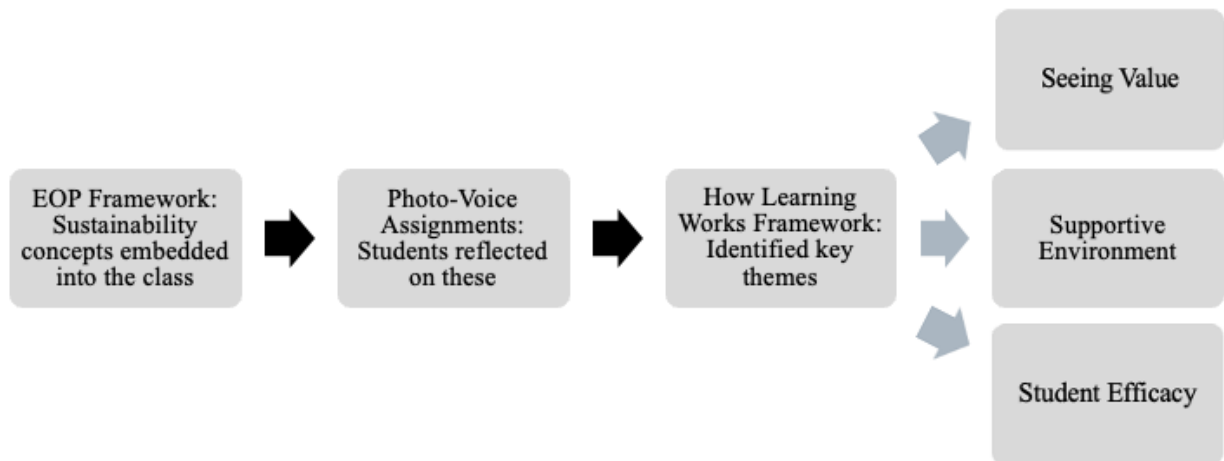 EOP Framework:
Sustainability
concepts embedded
into the class
Photo-Voice
Assignments:
Students reflected
on these
How Learning
Works Framework:
Identified key
themes
Seeing Value
Supportive
Environment
Student Efficacy